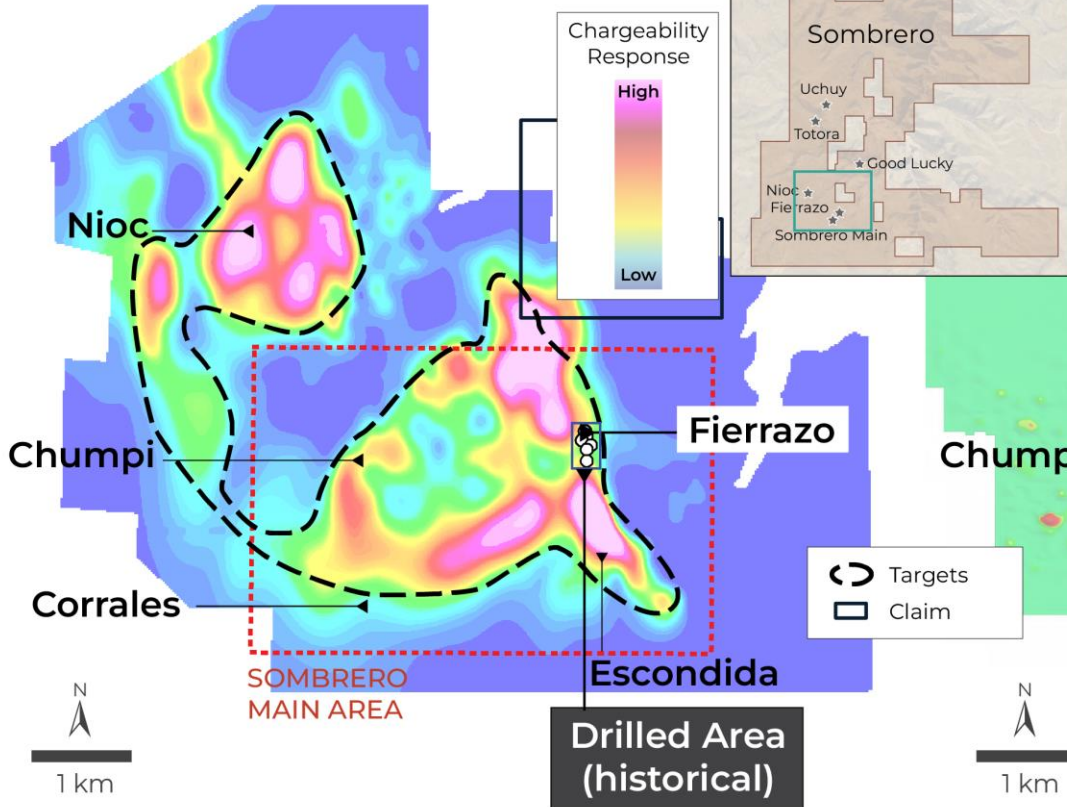 Chargeability
Response
High
Low
Sombrero
Uchuy
Totora
Good Lucky
Nioc
Fierrazo
Sombrero Main
Nioc
Chumpi
Corrales
Fierrazo
Escondida
SOMBRERO
MAIN AREA
Drilled Area
(historical)
Chump
Targets
Claim
N
1 km
N
1 km